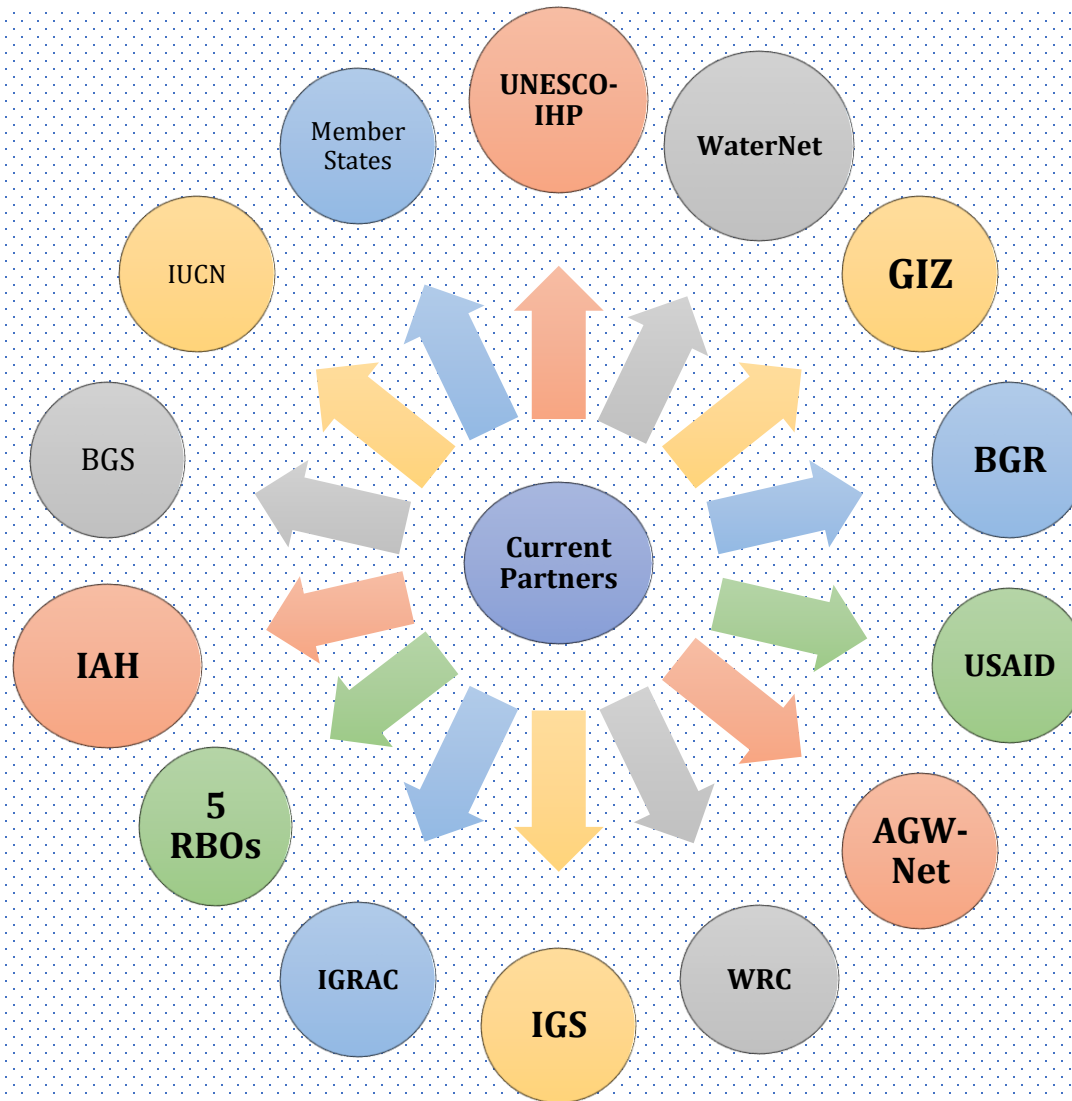 UNESCO-
IHP
WaterNet
GIZ
BGR
USAID
AGW-
Net
WRC
IGS
IGRAC
5
RBOs
IAH
BGS
IUCN
Member
States
Current
Partners